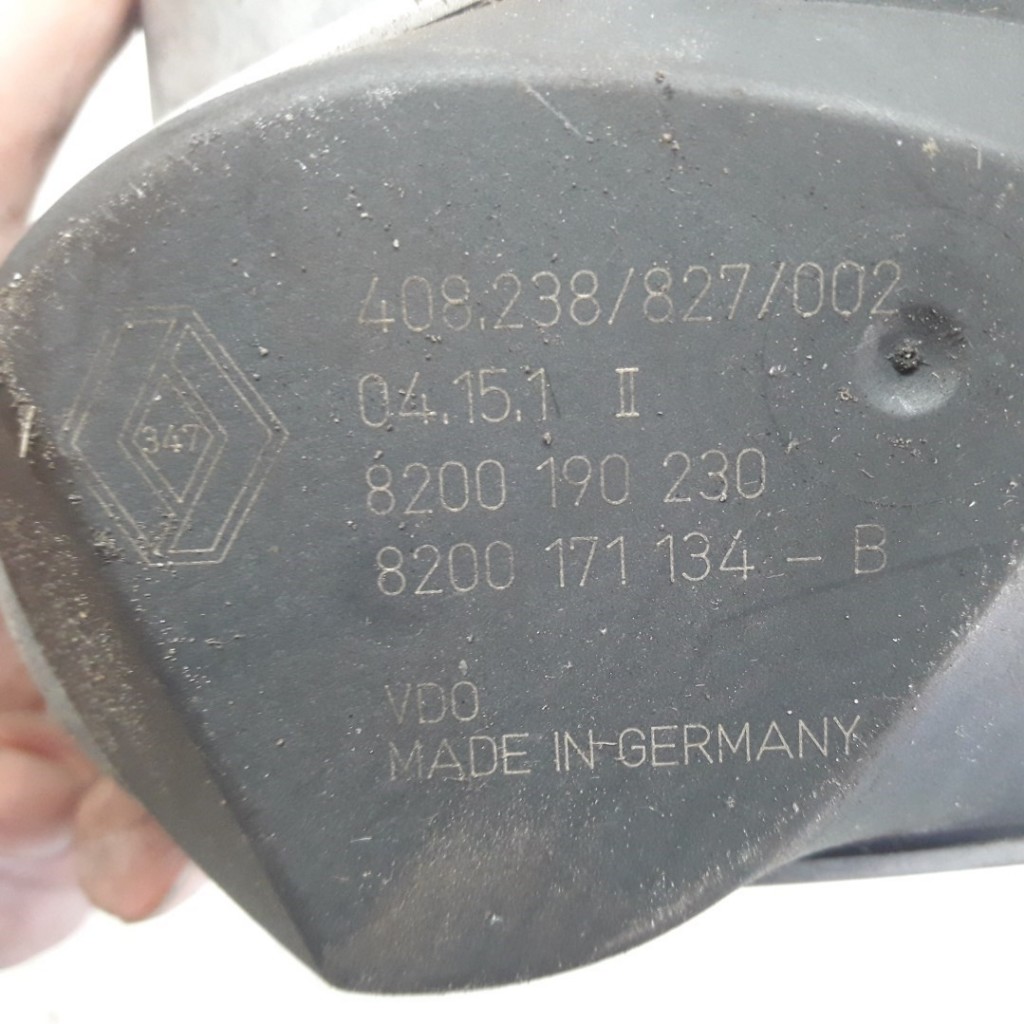 408.238/827/002
04.15.1 II
347
8200 190 230
8200 171 134 - B
VDO
MADE IN GERMANY